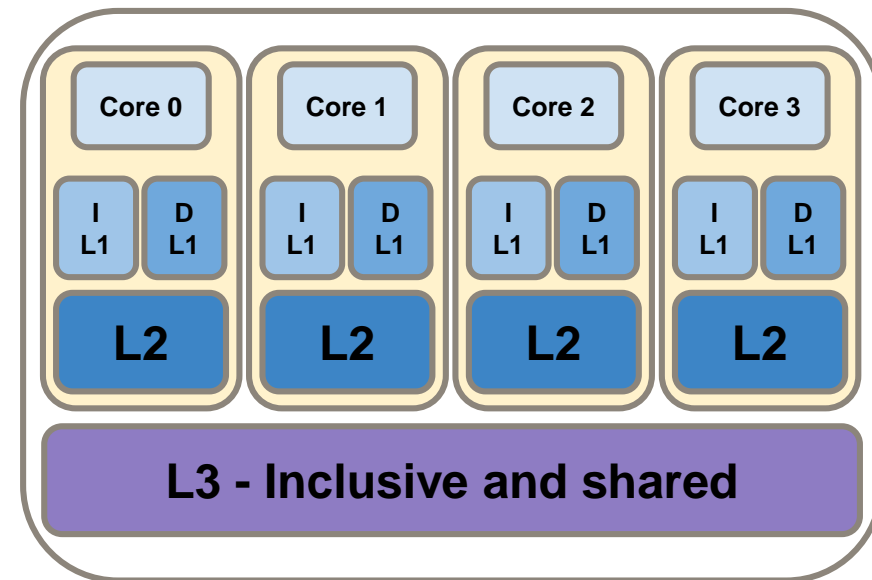 Core 0
Core 1
Core 2
Core 3
I
L1
D
L1
I
L1
D
L1
I
L1
D
L1
I
L1
D
L1
L2
L2
L2
L2
L3 - Inclusive and shared